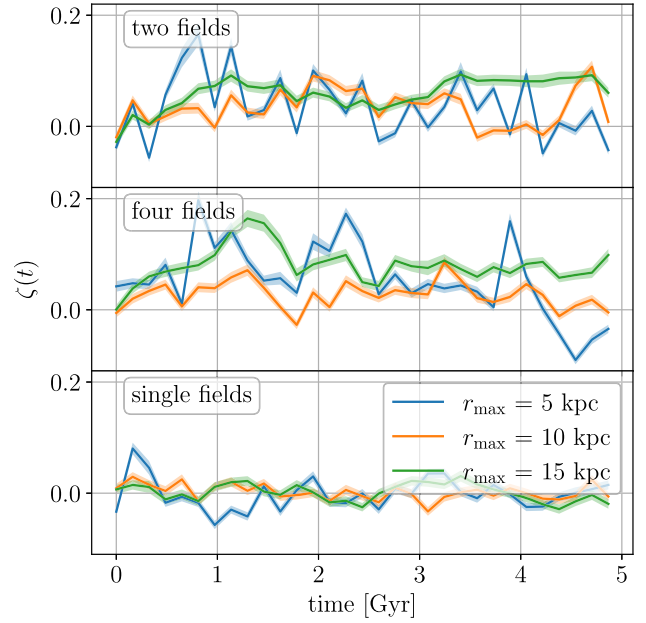 0.2
two fields
0.0
0.2
four fields
ζ(t)
0.0
0.2
single fields
r_max = 5 kpc
r_max = 10 kpc
r_max = 15 kpc
0.0
0 1 2 3 4 5
time [Gyr]